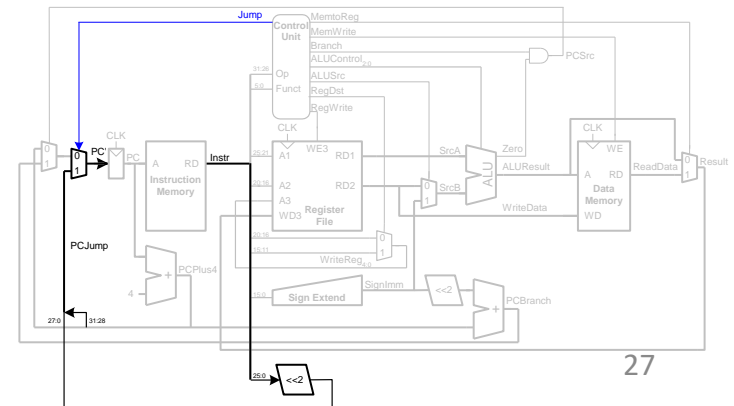 Jump
MemtoReg
Control
Unit
MemWrite
Branch
ALUControl2:0
PCSrc
31:26 Op
ALUSrc
5:0 Funct
RegDst
RegWrite
CLK
CLK
CLK
0
1
0
1
PC'
PC
A RD
Instruction
Memory
Instr
25:21 A1
WE3
RD1
SrcA
Zero
ALU
ALUResult
WE
A RD
Data
Memory
WD
ReadData
0
1
Result
20:16 A2
RD2
0
1
SrcB
A3
WD3
Register
File
WriteData
20:16
0
15:11
1
WriteReg4:0
PCJump
PCPlus4
+
4
15:0
Sign Extend
SignImm
<<2
+
PCBranch
27:0
31:28
25:0
<<2
27